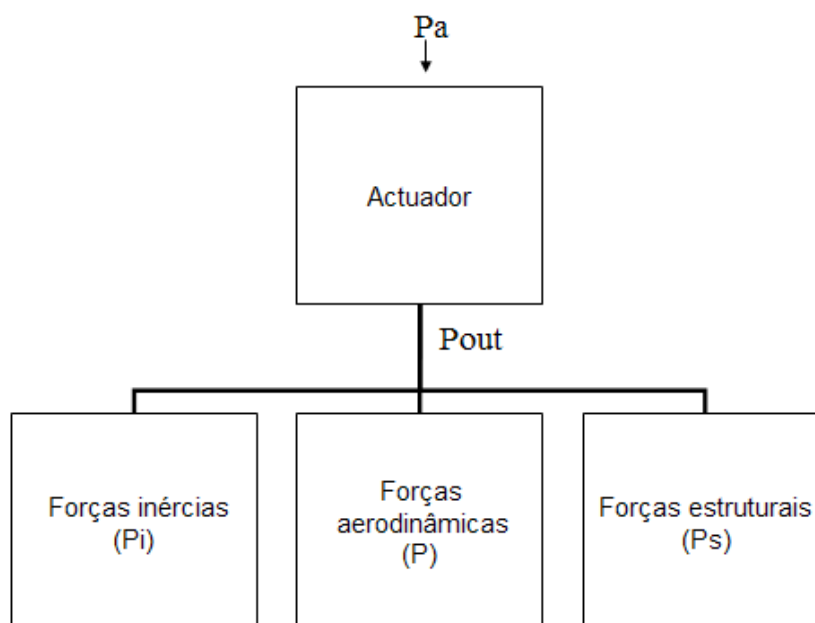 Pa
Actuador
Pout
Forças inércias
(Pi)
Forças
aerodinâmicas
(P)
Forças estruturais
(Ps)